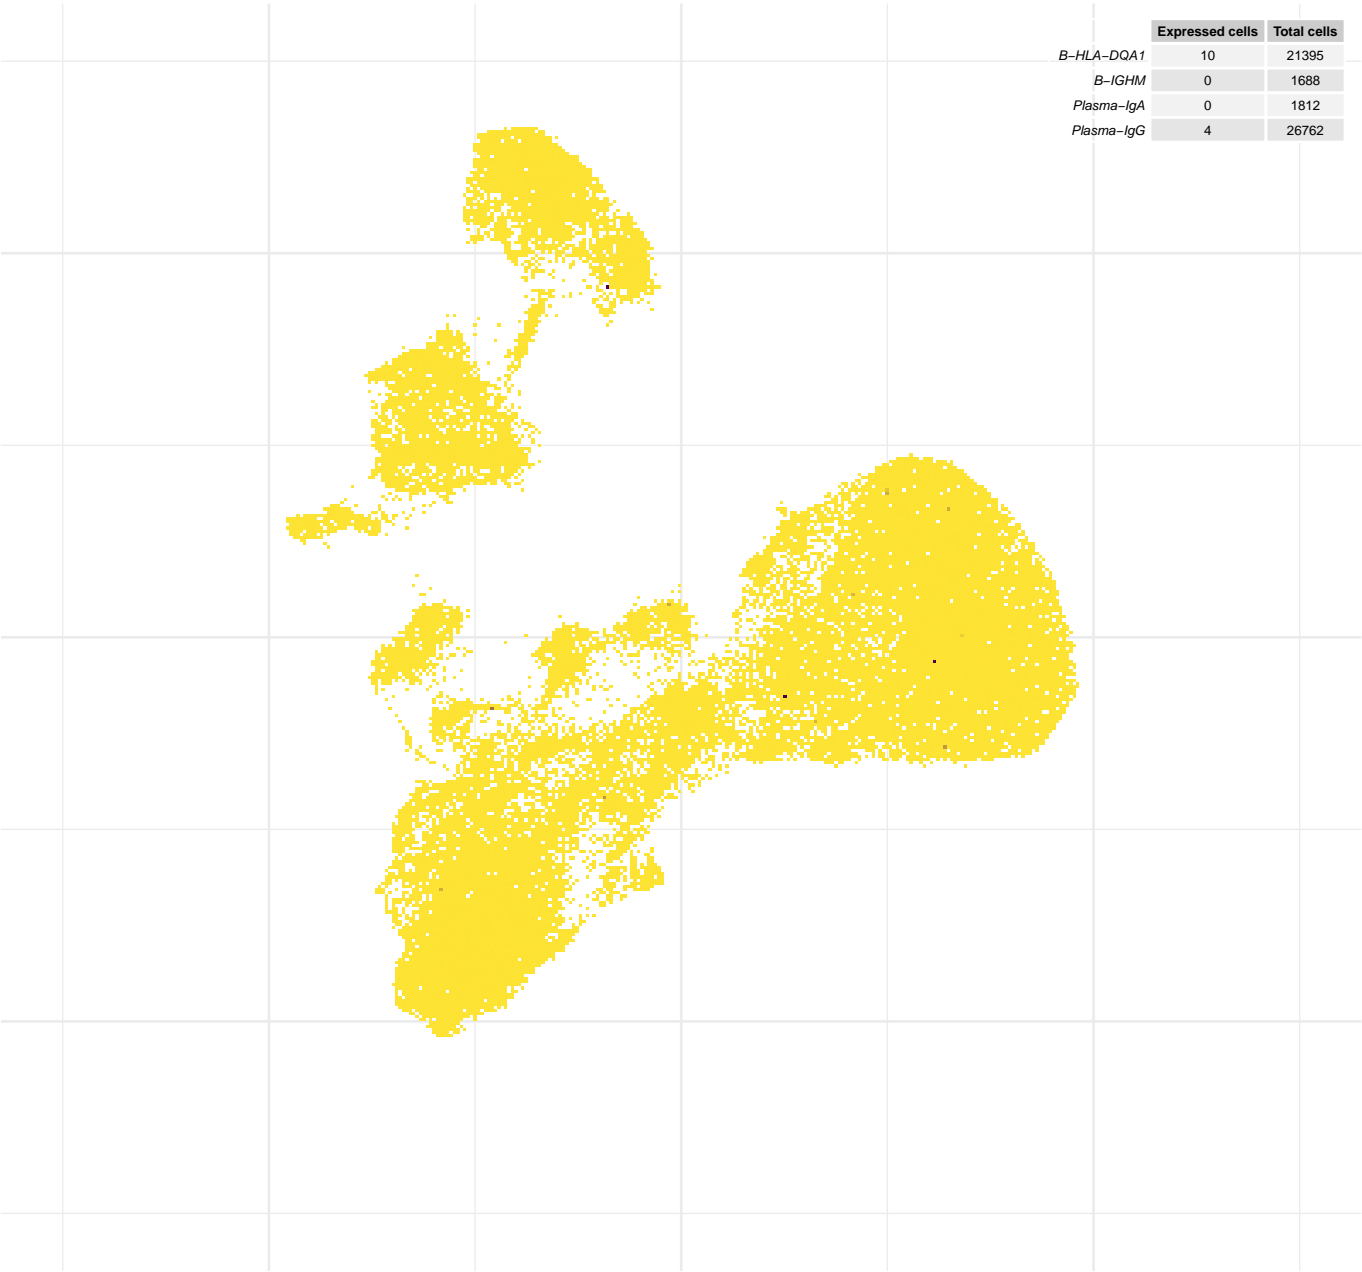 Expressed cells Total cells
B−HLA−DQA1 10 21395
B−IGHM 0 1688
Plasma−IgA 0 1812
Plasma−IgG 4 26762